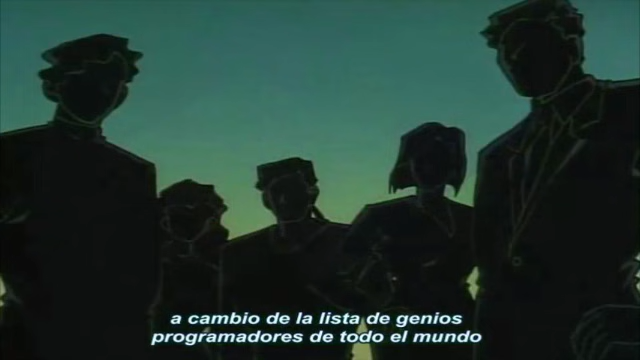 a cambio de la lista de genios
programadores de todo el mundo